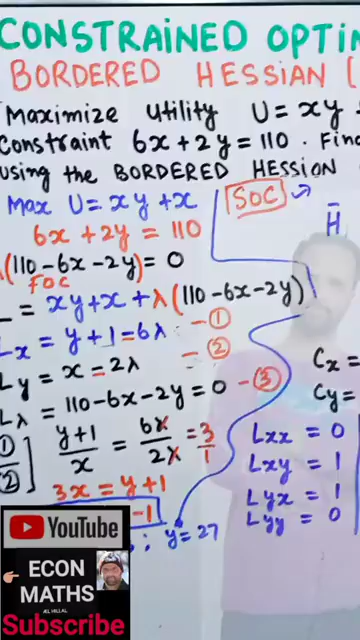 CONSTRAINED OPTI
BORDERED HESSIAN (
Maximize Utility U = xy +
Constraint 6x + 2y = 110. Find
using the BORDERED HESSION
Max U = xy + x
SOC
H̄
6x + 2y = 110
(110 - 6x - 2y) = 0
FOC
= xy + x + λ(110 - 6x - 2y)
Lx = y + 1 = 6λ - ①
Ly = x = 2λ - ②
Lλ = 110 - 6x - 2y = 0 - ③
Cx =
Cy =
①
②
] (y+1)/x = 6λ/2λ = 3/1
3x = y + 1
-1
; y = 27
Lxx = 0
Lxy = 1
Lyx = 1
Lyy = 0
YouTube
ECON
MATHS
Subscribe